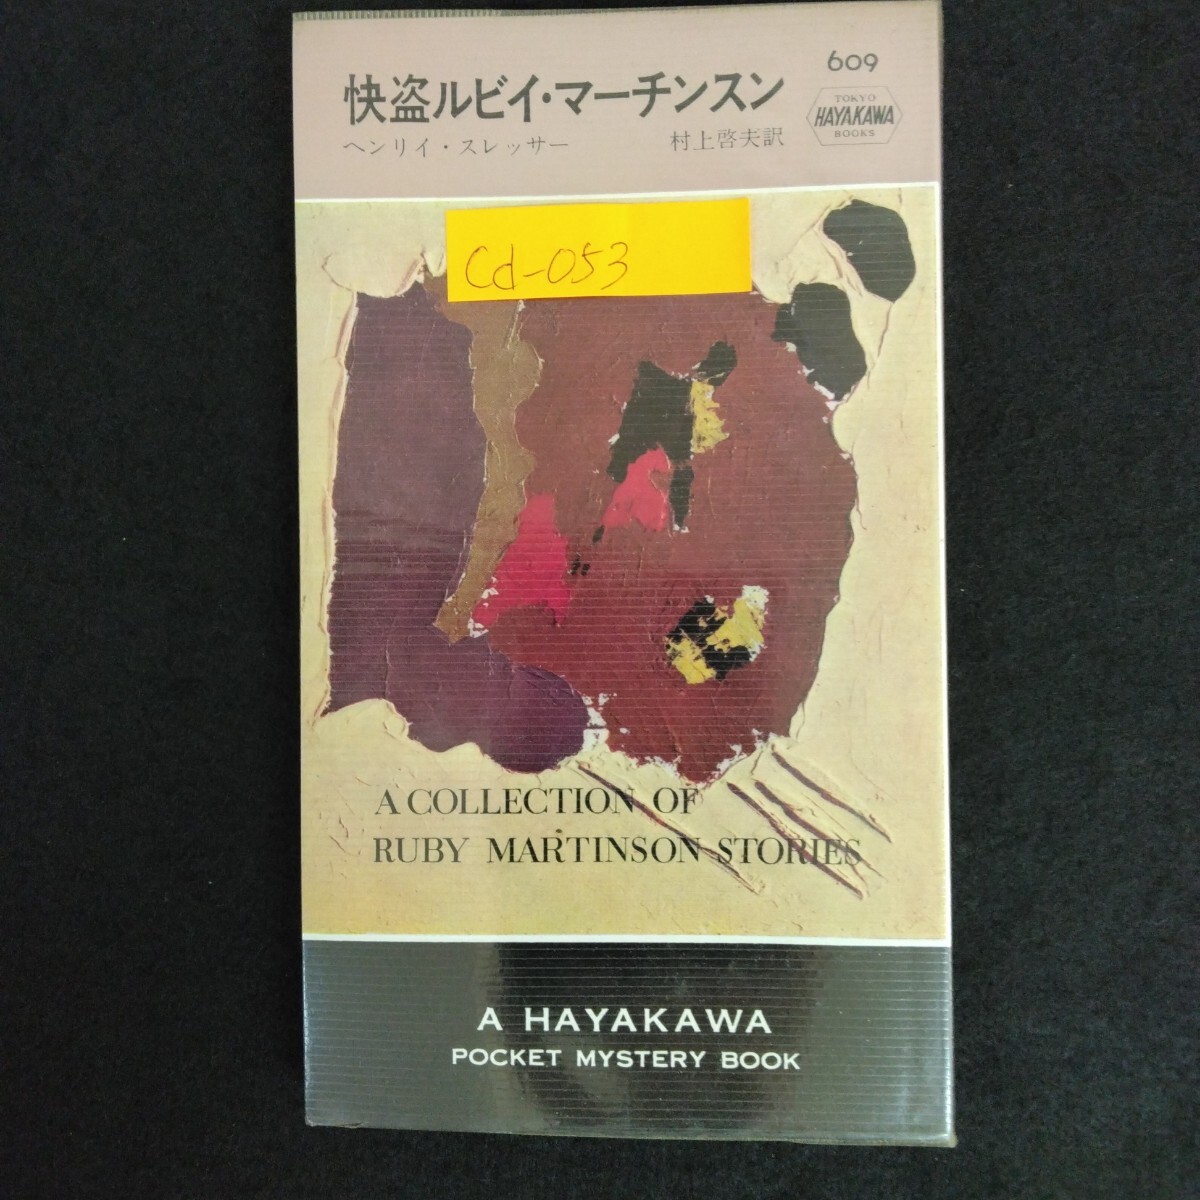 快盗ルビイ・マーチンスン
ヘンリイ・スレッサー 村上啓夫訳
609
TOKYO
HAYAKAWA
BOOKS
Cd-053
A COLLECTION OF
RUBY MARTINSON STORIES
A HAYAKAWA
POCKET MYSTERY BOOK